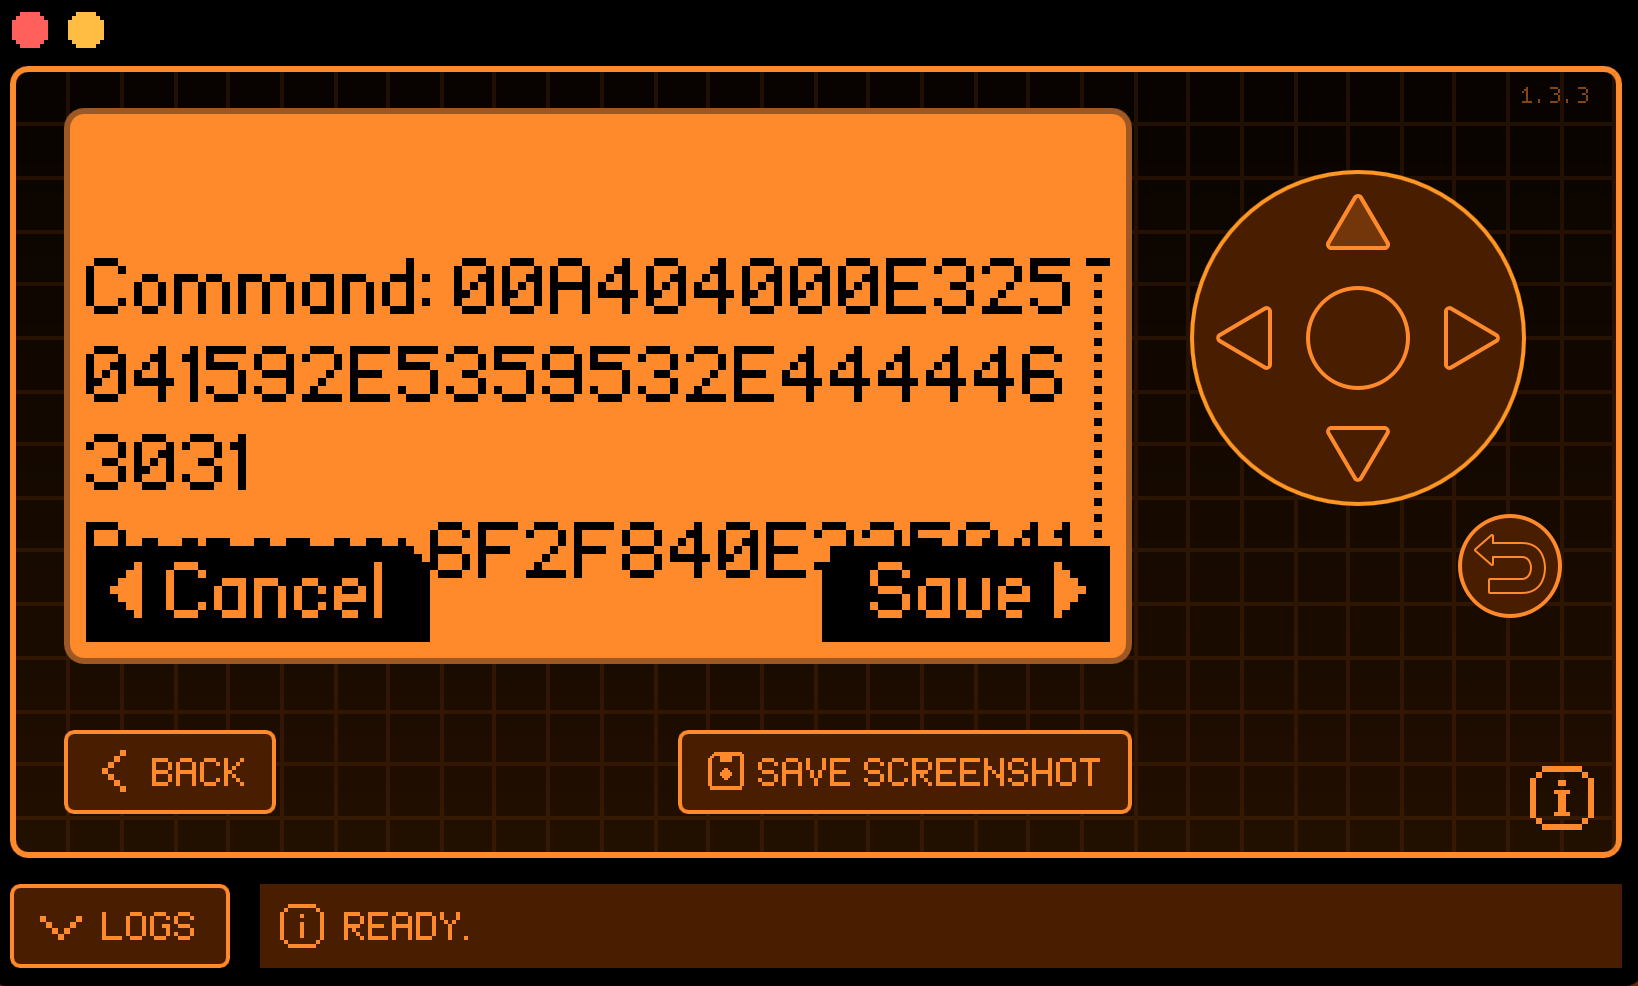 1.3.3
Command: 00A404000E325
041592E5359532E444446
3031
6F2F840E
Cancel
Save
BACK
SAVE SCREENSHOT
LOGS
READY.